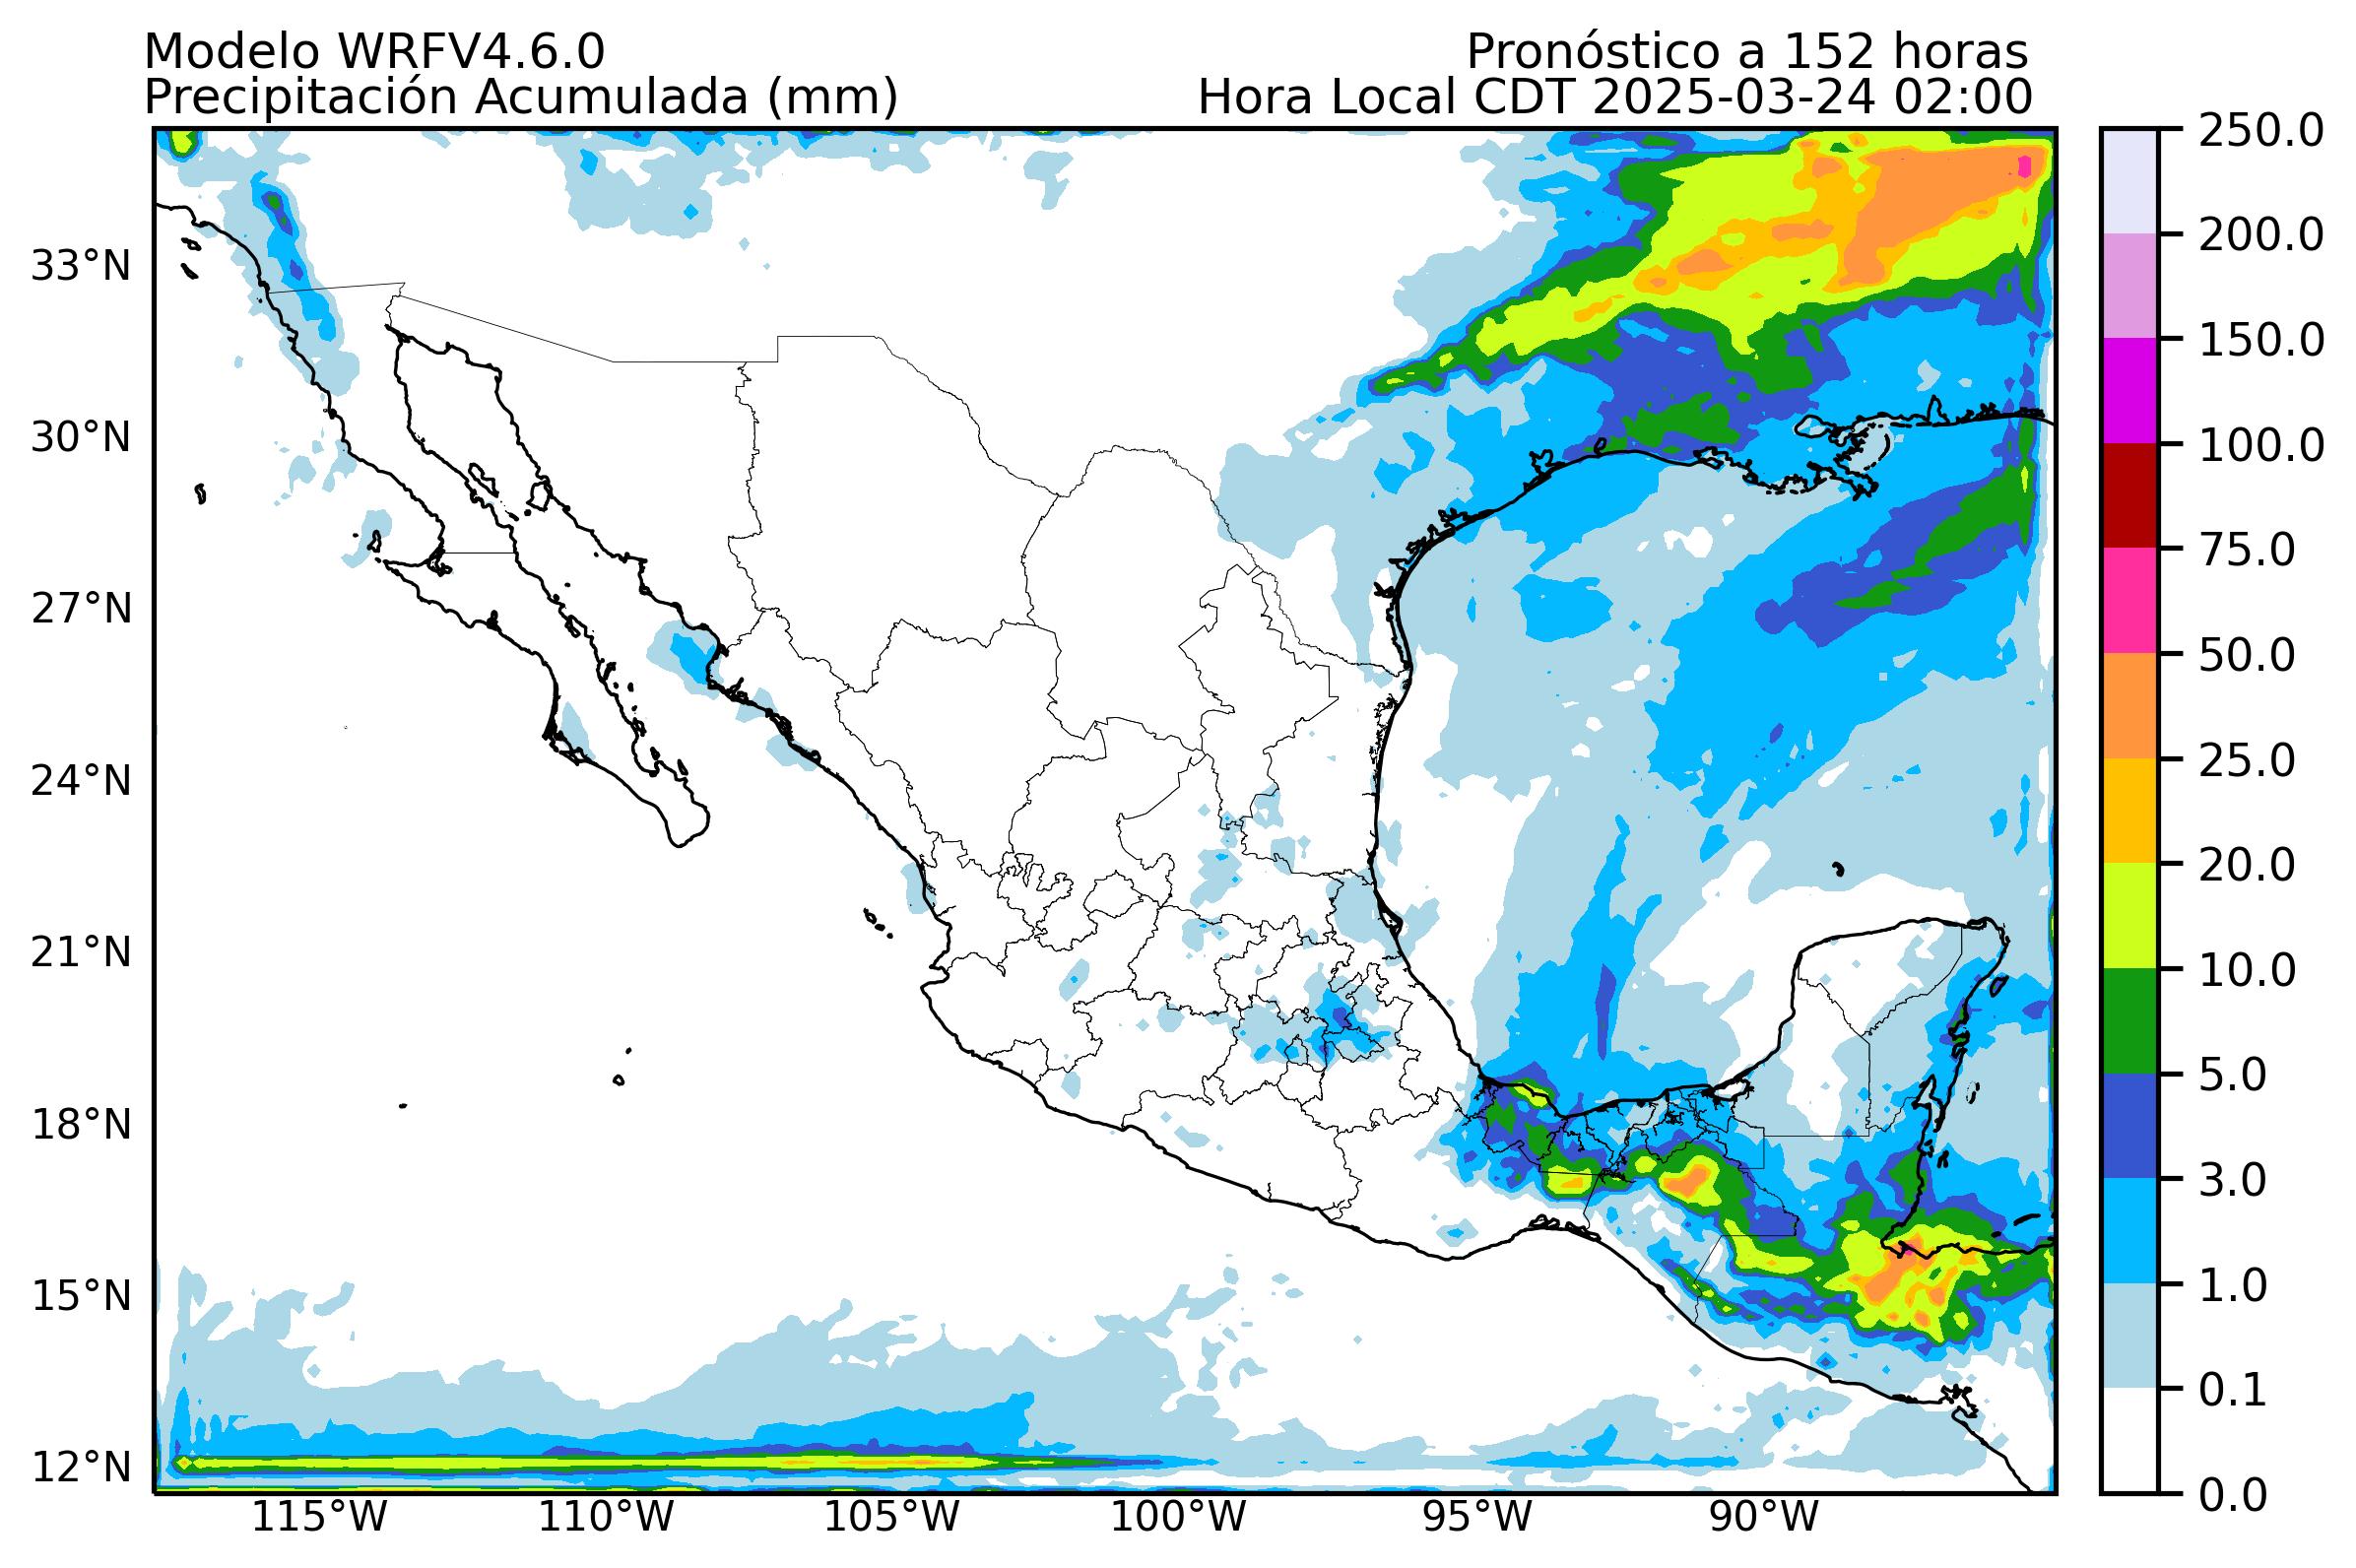 Modelo WRFV4.6.0
Pronóstico a 152 horas
Precipitación Acumulada (mm)
Hora Local CDT 2025-03-24 02:00
33°N
30°N
27°N
24°N
21°N
18°N
15°N
12°N
115°W
110°W
105°W
100°W
95°W
90°W
250.0
200.0
150.0
100.0
75.0
50.0
25.0
20.0
10.0
5.0
3.0
1.0
0.1
0.0